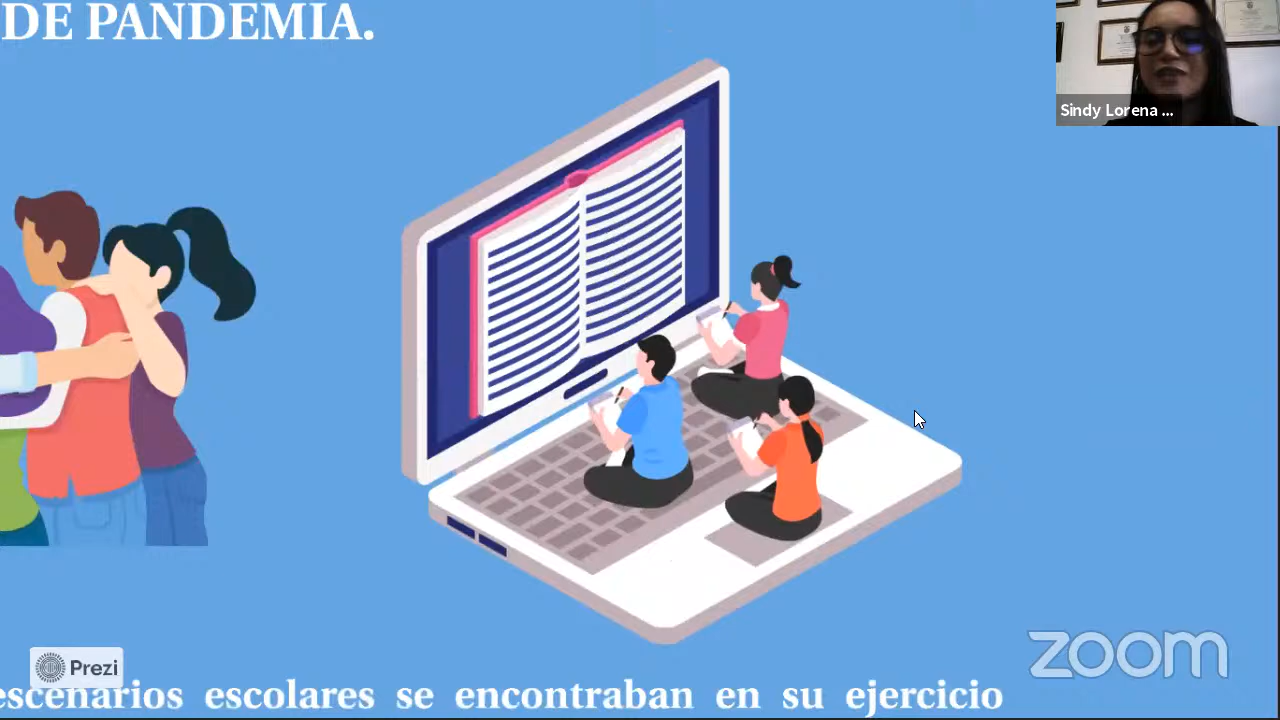 DE PANDEMIA.
Sindy Lorena ...
Prezi
zoom
escenarios escolares se encontraban en su ejercicio